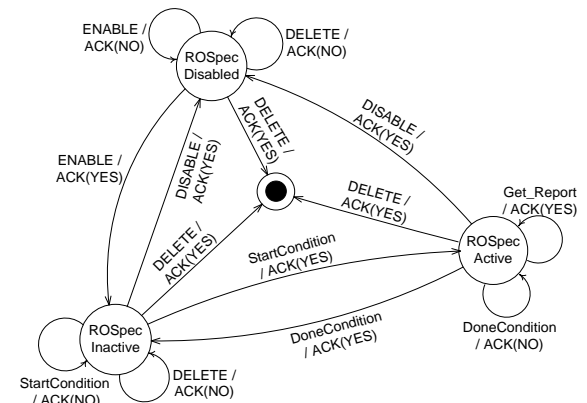 ENABLE /
ACK(NO)
DELETE /
ACK(NO)
ROSpec
Disabled
DELETE /
ACK(YES)
DISABLE /
ACK(YES)
ENABLE /
ACK(YES)
DISABLE /
ACK(YES)
DELETE /
ACK(YES)
Get_Report
/ ACK(YES)
DELETE /
ACK(YES)
StartCondition
/ ACK(YES)
ROSpec
Active
DoneCondition
/ ACK(YES)
DoneCondition
/ ACK(NO)
ROSpec
Inactive
StartCondition
/ ACK(NO)
DELETE /
ACK(NO)